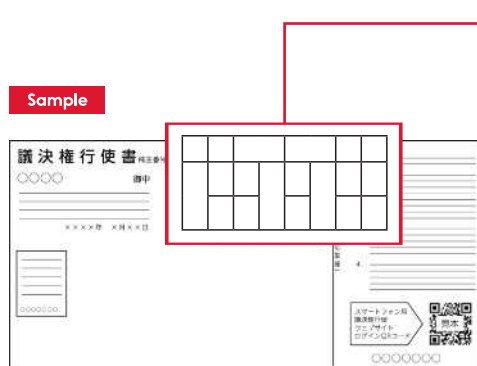 Sample
議決権行使書 株主番号
○○○○ 御中
××××年 ×月××日
○○○○○○○
4.
スマートフォン用
議決権行使
ウェブサイト
ログインQRコード
見本
○○○○○○○